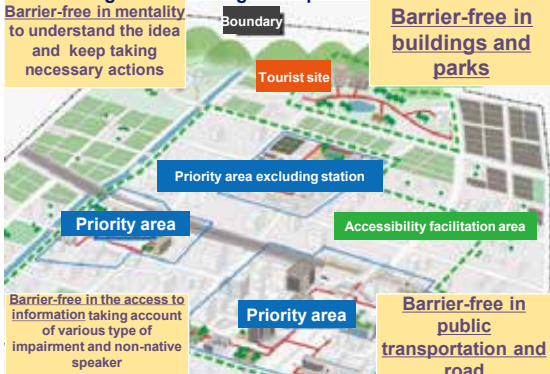 Barrier-free in mentality
to understand the idea
and keep taking
necessary actions
Boundary
Barrier-free in
buildings and
parks
Tourist site
Priority area excluding station
Priority area
Accessibility facilitation area
Barrier-free in the access to
information taking account
of various type of
impairment and non-native
speaker
Priority area
Barrier-free in
public
transportation and
road